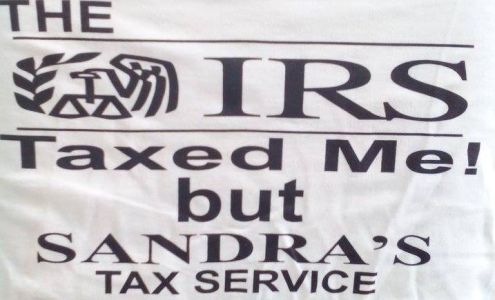 THE
IRS
Taxed Me!
but
SANDRA'S
TAX SERVICE